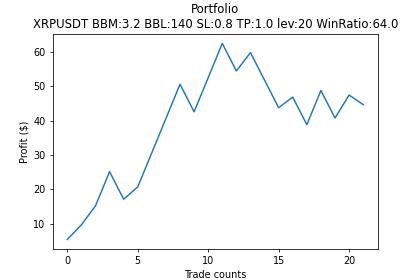 Portfolio
XRPUSDT BBM:3.2 BBL:140 SL:0.8 TP:1.0 lev:20 WinRatio:64.0
60
50
40
30
20
10
Profit ($)
0
5
10
15
20
Trade counts